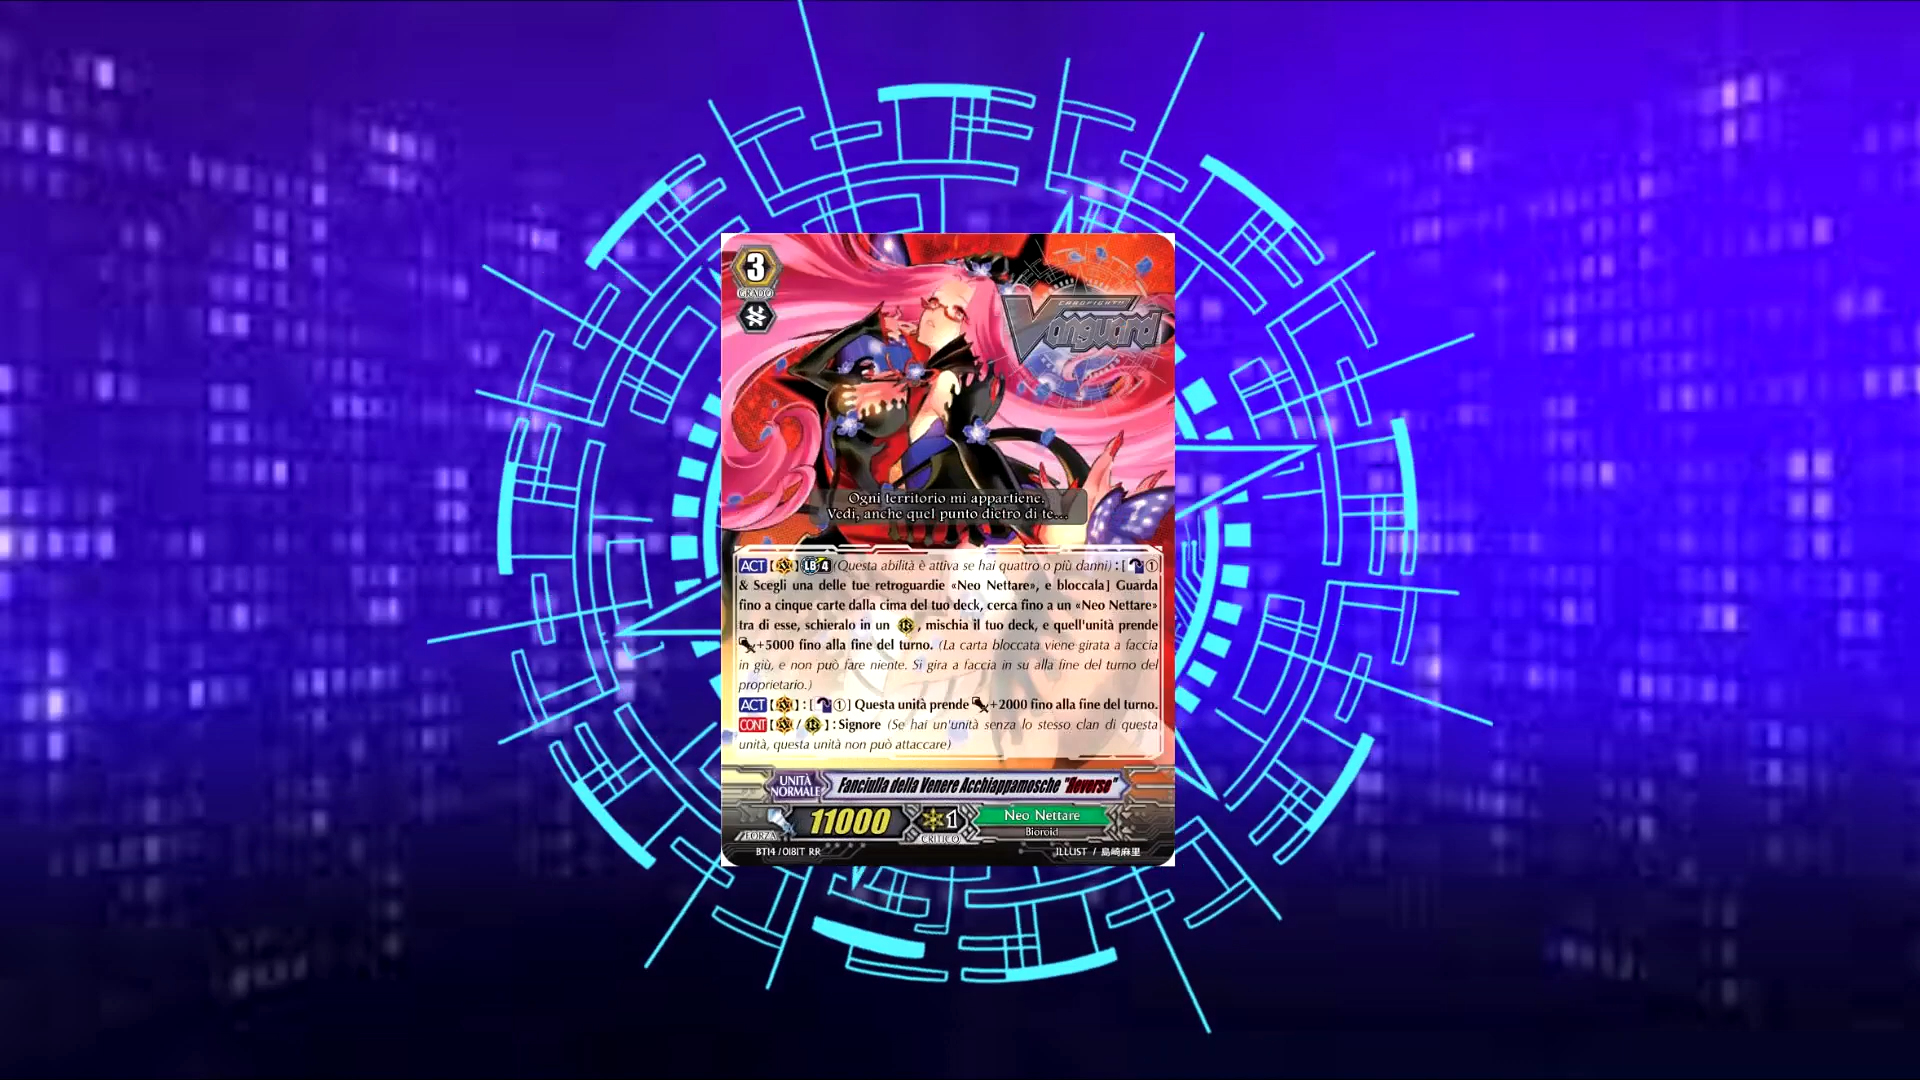 3
GRADO
CARDFIGHT!!
Vanguard
Ogni territorio mi appartiene.
Vedi, anche quel punto dietro di te...
ACT [ ] LB 4 (Questa abilità è attiva se hai quattro o più danni) : [ ①
& Scegli una delle tue retroguardie «Neo Nettare», e bloccala] Guarda
fino a cinque carte dalla cima del tuo deck, cerca fino a un «Neo Nettare»
tra di esse, schieralo in un R , mischia il tuo deck, e quell'unità prende
+5000 fino alla fine del turno. (La carta bloccata viene girata a faccia
in giù, e non può fare niente. Si gira a faccia in su alla fine del turno del
proprietario.)
ACT [ ] : [ ① ] Questa unità prende +2000 fino alla fine del turno.
CONT [ / R ] : Signore (Se hai un'unità senza lo stesso clan di questa
unità, questa unità non può attaccare)
UNITÀ
NORMALE
Fanciulla della Venere Acchiappamosche "Reverse"
FORZA
11000
1
CRITICO
Neo Nettare
Bioroid
BT14/018IT RR
ILLUST / 島崎麻里